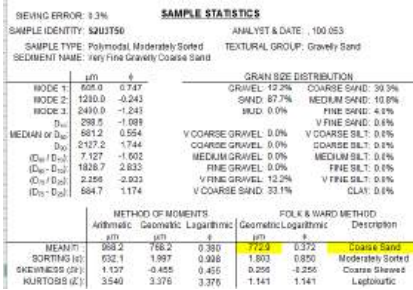 SIEVING ERROR: 0.3% SAMPLE STATISTICS
SAMPLE IDENTITY: S2U3T50 ANALYST & DATE: , 100.053
SAMPLE TYPE: Polymodal, Moderately Sorted TEXTURAL GROUP: Gravelly Sand
SEDIMENT NAME: Very Fine Gravelly Coarse Sand
µm ϕ GRAIN SIZE DISTRIBUTION
MODE 1: 605.0 0.747 GRAVEL: 12.2% COARSE SAND: 39.3%
MODE 2: 1200.0 -0.243 SAND: 87.7% MEDIUM SAND: 10.8%
MODE 3: 2400.0 -1.243 MUD: 0.0% FINE SAND: 4.0%
D10: 298.5 -1.089 V FINE SAND: 0.6%
MEDIAN or D50: 681.2 0.554 V COARSE GRAVEL: 0.0% V COARSE SILT: 0.0%
D90: 2127.2 1.744 COARSE GRAVEL: 0.0% COARSE SILT: 0.0%
(D90 / D10): 7.127 -1.602 MEDIUM GRAVEL: 0.0% MEDIUM SILT: 0.0%
(D90 - D10): 1828.7 2.833 FINE GRAVEL: 0.0% FINE SILT: 0.0%
(D75 / D25): 2.256 -2.033 V FINE GRAVEL: 12.2% V FINE SILT: 0.0%
(D75 - D25): 684.7 1.174 V COARSE SAND: 33.1% CLAY: 0.0%
METHOD OF MOMENTS FOLK & WARD METHOD
Arithmetic Geometric Logarithmic Geometric Logarithmic Description
µm µm ϕ µm ϕ
MEAN 968.2 768.2 0.380 772.9 0.372 Coarse Sand
SORTING 632.1 1.997 0.998 1.803 0.850 Moderately Sorted
SKEWNESS 1.137 -0.455 0.455 0.256 -0.256 Coarse Skewed
KURTOSIS 3.540 3.376 3.376 1.141 1.141 Leptokurtic